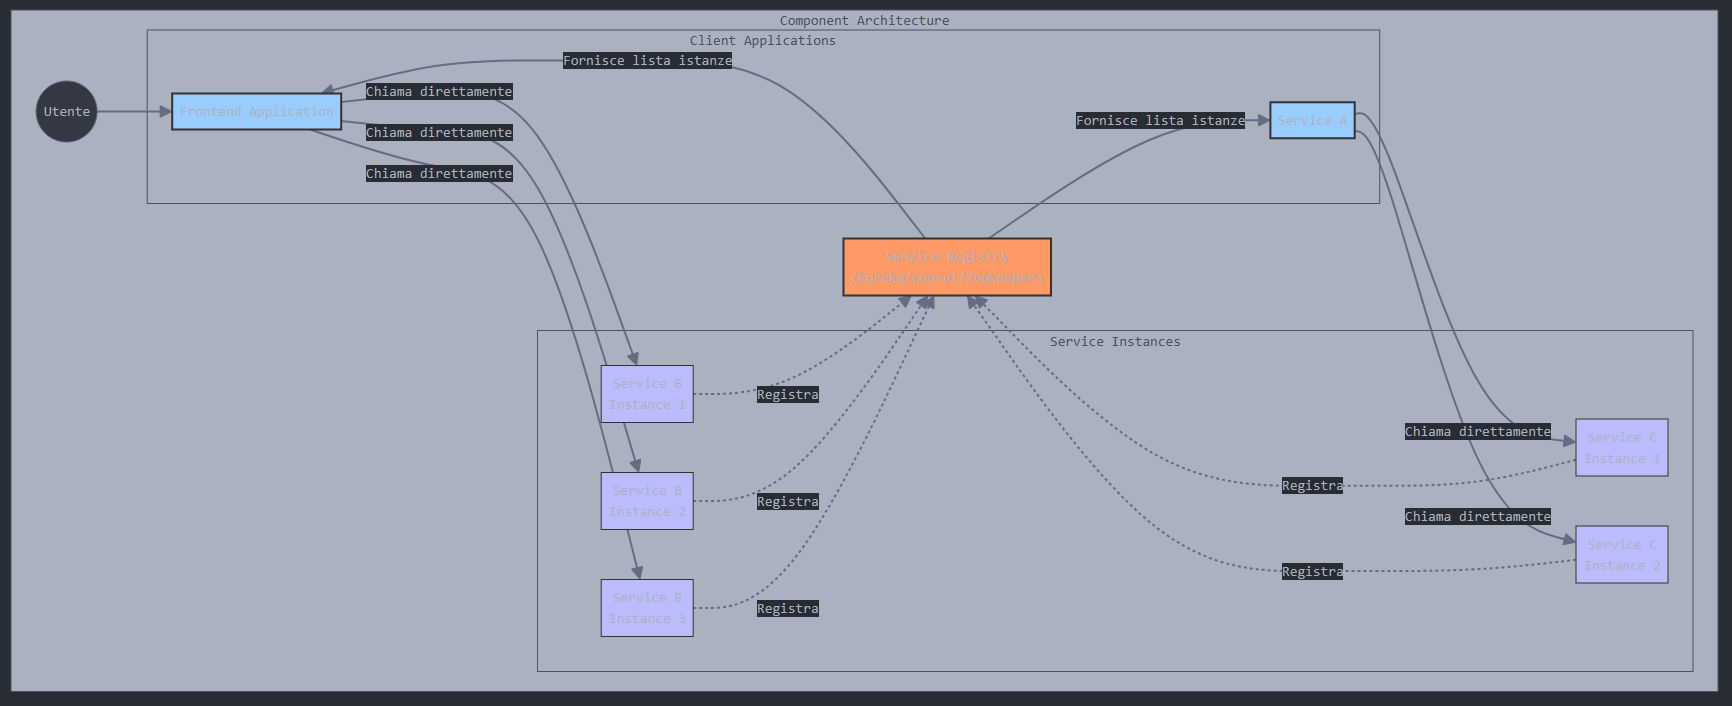 Component Architecture
Client Applications
Fornisce lista istanze
Chiama direttamente
Utente
Frontend Application
Fornisce lista istanze
Service A
Chiama direttamente
Chiama direttamente
Service Registry
(Eureka/Consul/Zookeeper)
Service Instances
Service B
Instance 1
Registra
Chiama direttamente
Service C
Instance 1
Registra
Service B
Instance 2
Registra
Chiama direttamente
Service C
Instance 2
Registra
Service B
Instance 3
Registra